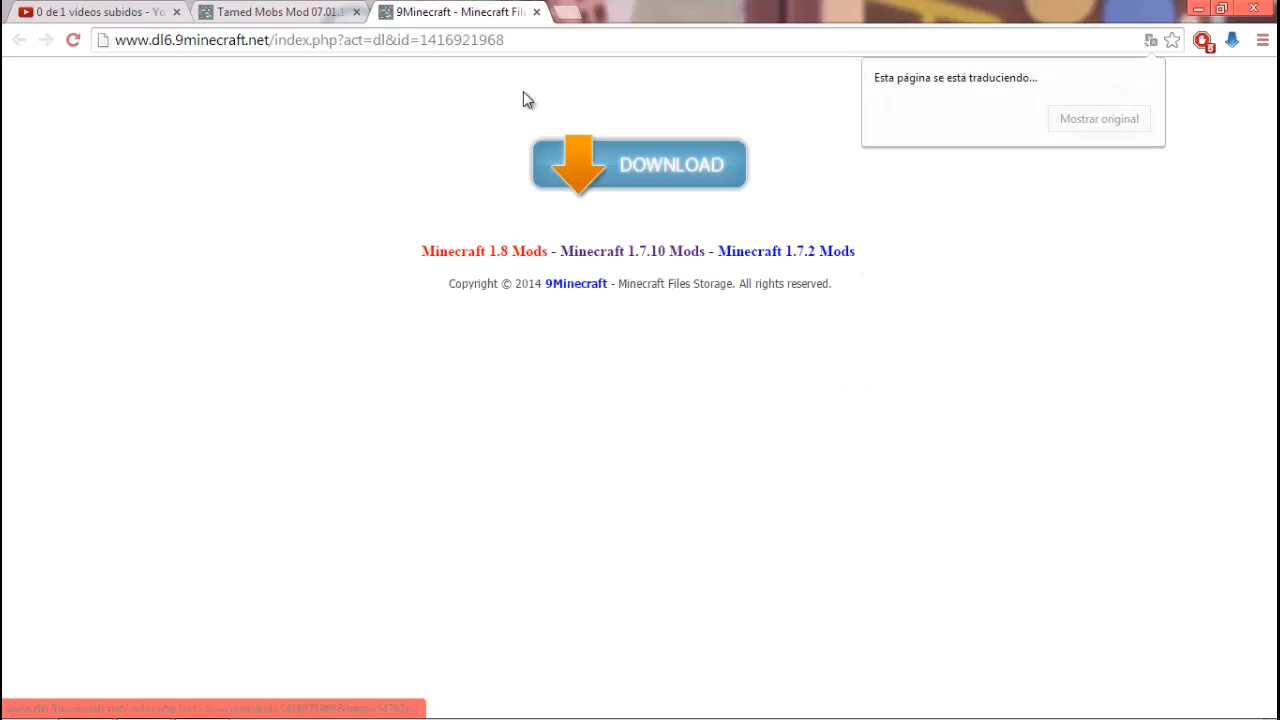 0 de 1 vídeos subidos - Yo
Tamed Mobs Mod 07.01.1
9Minecraft - Minecraft Fil
www.dl6.9minecraft.net/index.php?act=dl&id=1416921968
5
Esta página se está traduciendo...
Mostrar original
DOWNLOAD
Minecraft 1.8 Mods - Minecraft 1.7.10 Mods - Minecraft 1.7.2 Mods
Copyright © 2014 9Minecraft - Minecraft Files Storage. All rights reserved.